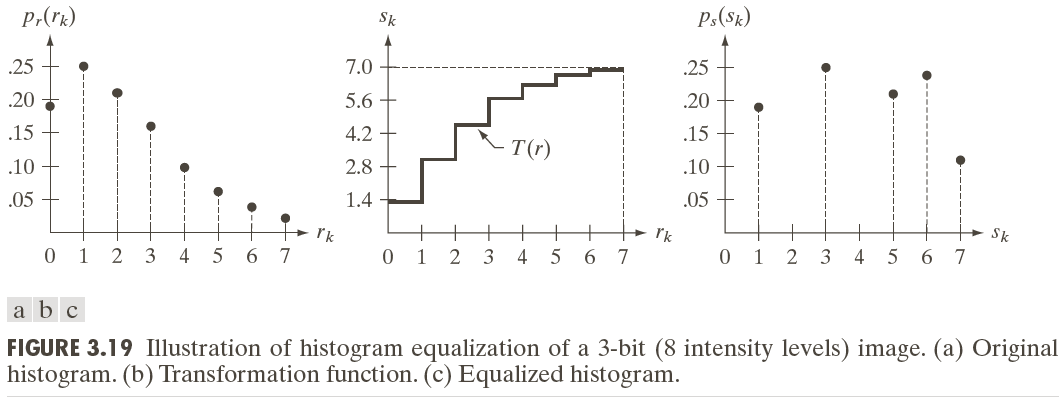 pr(rk)
.25
.20
.15
.10
.05
0 1 2 3 4 5 6 7
rk
sk
7.0
5.6
4.2
2.8
1.4
T(r)
0 1 2 3 4 5 6 7
rk
ps(sk)
.25
.20
.15
.10
.05
0 1 2 3 4 5 6 7
sk
a b c
FIGURE 3.19 Illustration of histogram equalization of a 3-bit (8 intensity levels) image. (a) Original
histogram. (b) Transformation function. (c) Equalized histogram.